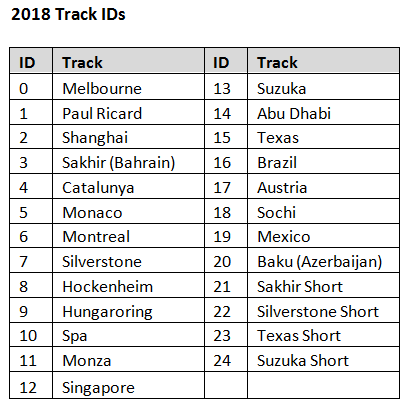 2018 Track IDs
ID Track ID Track
0 Melbourne 13 Suzuka
1 Paul Ricard 14 Abu Dhabi
2 Shanghai 15 Texas
3 Sakhir (Bahrain) 16 Brazil
4 Catalunya 17 Austria
5 Monaco 18 Sochi
6 Montreal 19 Mexico
7 Silverstone 20 Baku (Azerbaijan)
8 Hockenheim 21 Sakhir Short
9 Hungaroring 22 Silverstone Short
10 Spa 23 Texas Short
11 Monza 24 Suzuka Short
12 Singapore